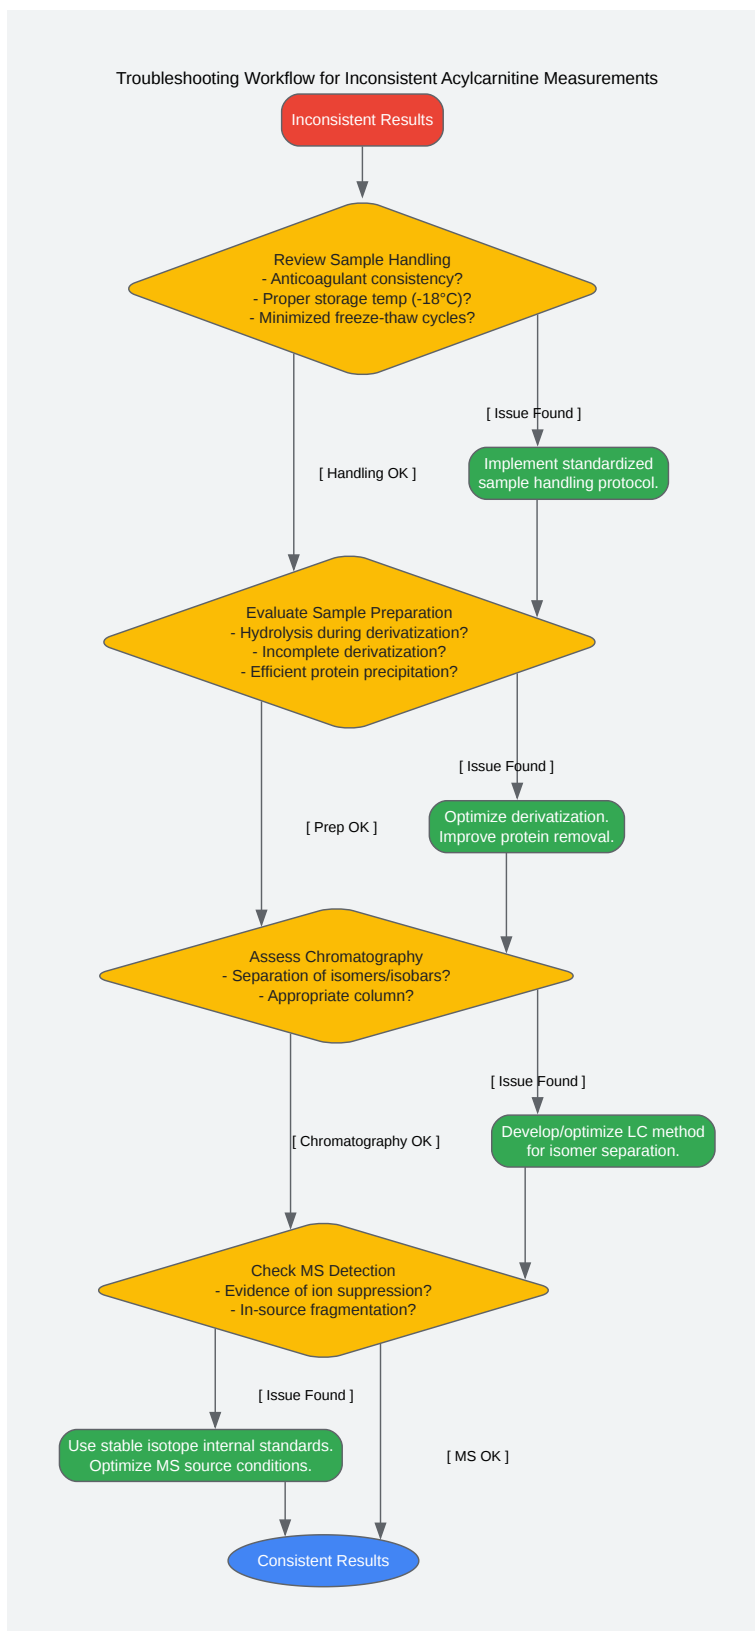 Troubleshooting Workflow for Inconsistent Acylcarnitine Measurements
Inconsistent Results
Review Sample Handling
- Anticoagulant consistency?
- Proper storage temp (-18°C)?
- Minimized freeze-thaw cycles?
[ Issue Found ]
[ Handling OK ]
Implement standardized
sample handling protocol.
Evaluate Sample Preparation
- Hydrolysis during derivatization?
- Incomplete derivatization?
- Efficient protein precipitation?
[ Issue Found ]
[ Prep OK ]
Optimize derivatization.
Improve protein removal.
Assess Chromatography
- Separation of isomers/isobars?
- Appropriate column?
[ Issue Found ]
[ Chromatography OK ]
Develop/optimize LC method
for isomer separation.
Check MS Detection
- Evidence of ion suppression?
- In-source fragmentation?
[ Issue Found ]
[ MS OK ]
Use stable isotope internal standards.
Optimize MS source conditions.
Consistent Results